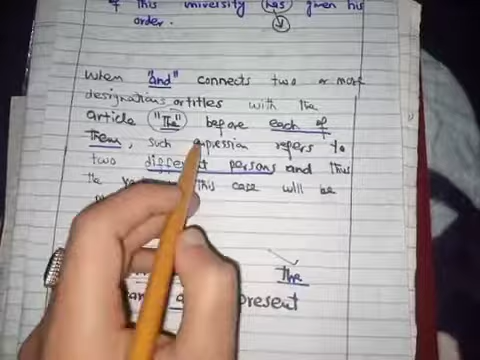 of this university has given his
order.
When "and" connects two or more
designations or titles with the
article "The" before each of
them, such expression refers to
two different persons and thus
the this case will be
The
present